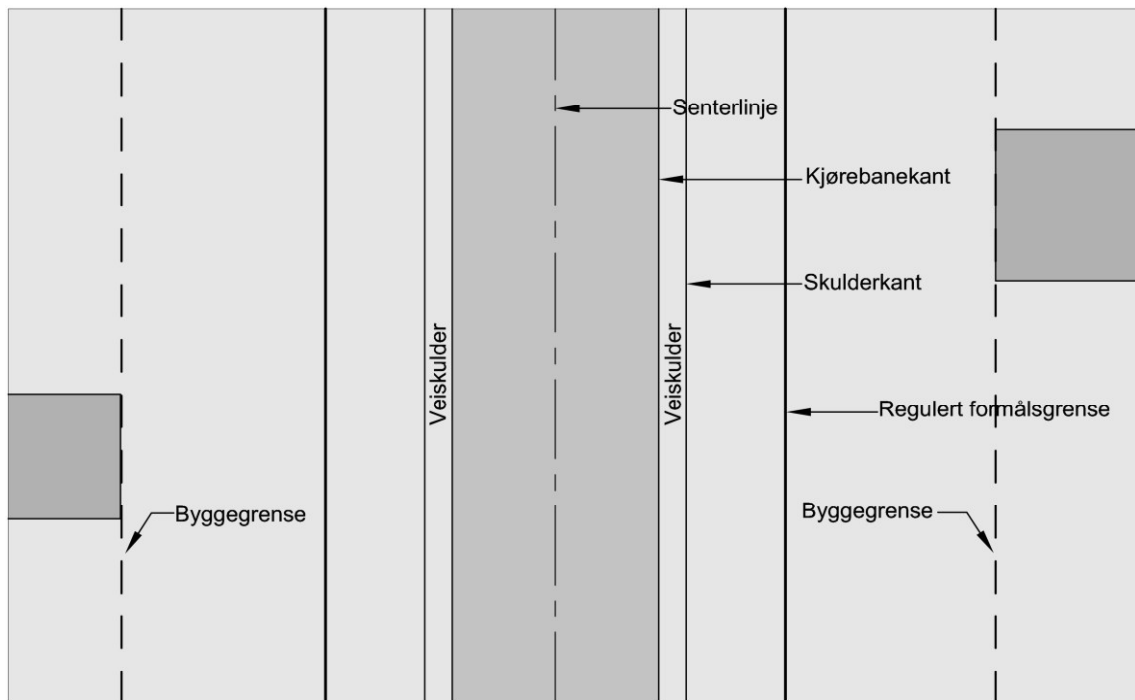 Senterlinje
Kjørebanekant
Skulderkant
Veiskulder
Veiskulder
Regulert formålsgrense
Byggegrense
Byggegrense